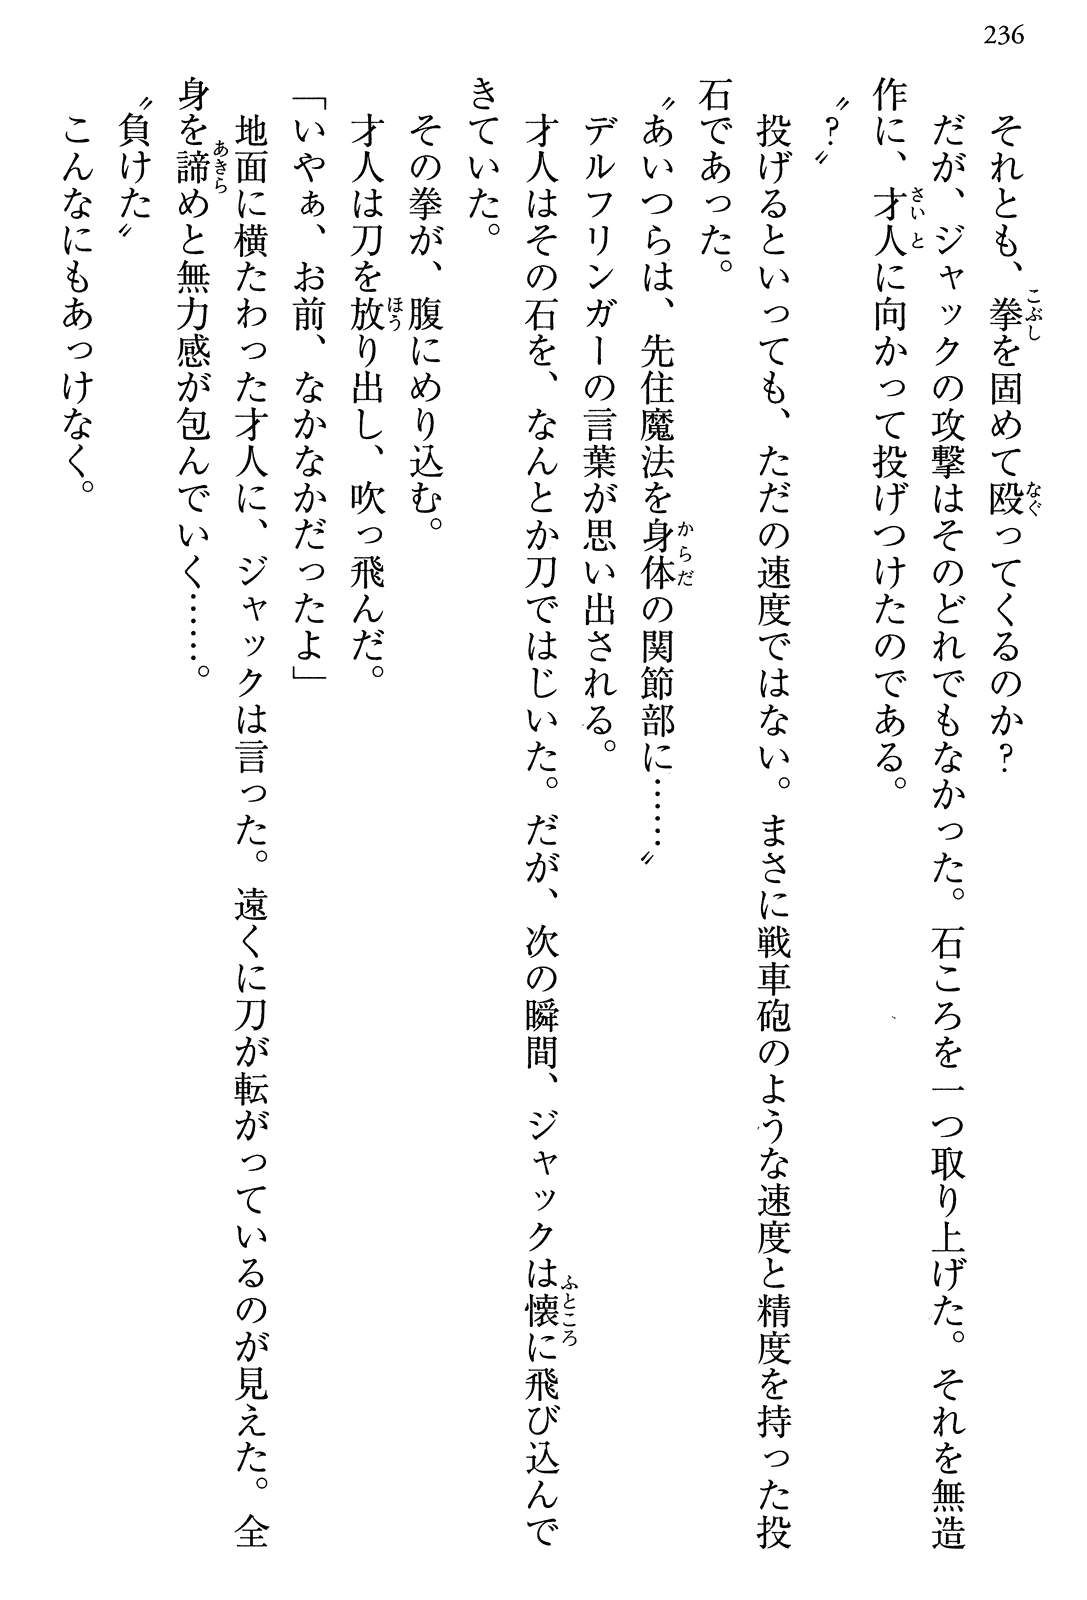 236
それとも、拳を固めて殴ってくるのか？
だが、ジャックの攻撃はそのどれでもなかった。石ころを一つ取り上げた。それを無造
作に、才人に向かって投げつけたのである。
〝？〟
投げるといっても、ただの速度ではない。まさに戦車砲のような速度と精度を持った投
石であった。
〝あいつらは、先住魔法を身体の関節部に……〟
デルフリンガーの言葉が思い出される。
才人はその石を、なんとか刀ではじいた。だが、次の瞬間、ジャックは懐に飛び込んで
きていた。
その拳が、腹にめり込む。
才人は刀を放り出し、吹っ飛んだ。
「いやぁ、お前、なかなかだったよ」
地面に横たわった才人に、ジャックは言った。遠くに刀が転がっているのが見えた。全
身を諦めと無力感が包んでいく……。
〝負けた〟
こんなにもあっけなく。